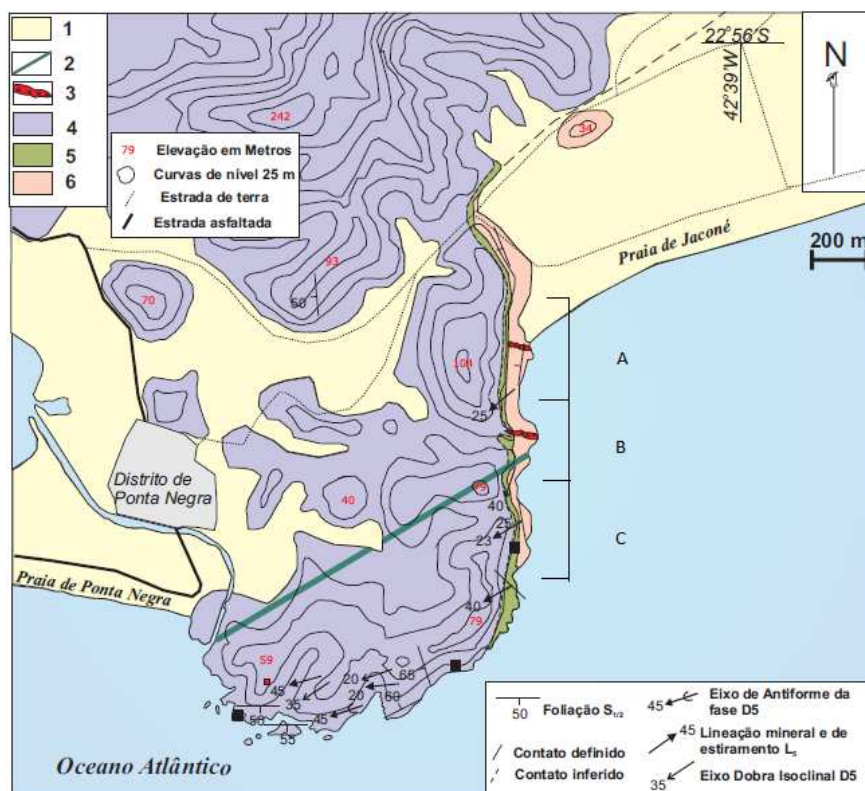 1
2
3
4
5
6
79 Elevação em Metros
Curvas de nível 25 m
Estrada de terra
Estrada asfaltada
22°56'S
42°39'W
N
242
34
93
50
70
Praia de Jaconé
200 m
104
25
A
B
C
Distrito de
Ponta Negra
40
40
25
23
40
79
Praia de Ponta Negra
59
45
35
20
20
65
60
50
45
55
Oceano Atlântico
50 Foliação S1/2
Contato definido
Contato inferido
45 Eixo de Antiforme da
fase D5
45 Lineação mineral e de
estiramento Ls
35 Eixo Dobra Isoclinal D5